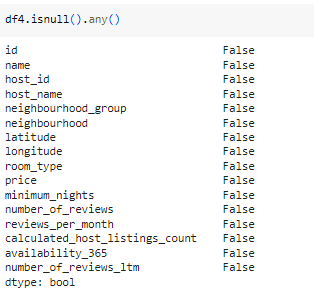 df4.isnull().any()
id False
name False
host_id False
host_name False
neighbourhood_group False
neighbourhood False
latitude False
longitude False
room_type False
price False
minimum_nights False
number_of_reviews False
reviews_per_month False
calculated_host_listings_count False
availability_365 False
number_of_reviews_ltm False
dtype: bool